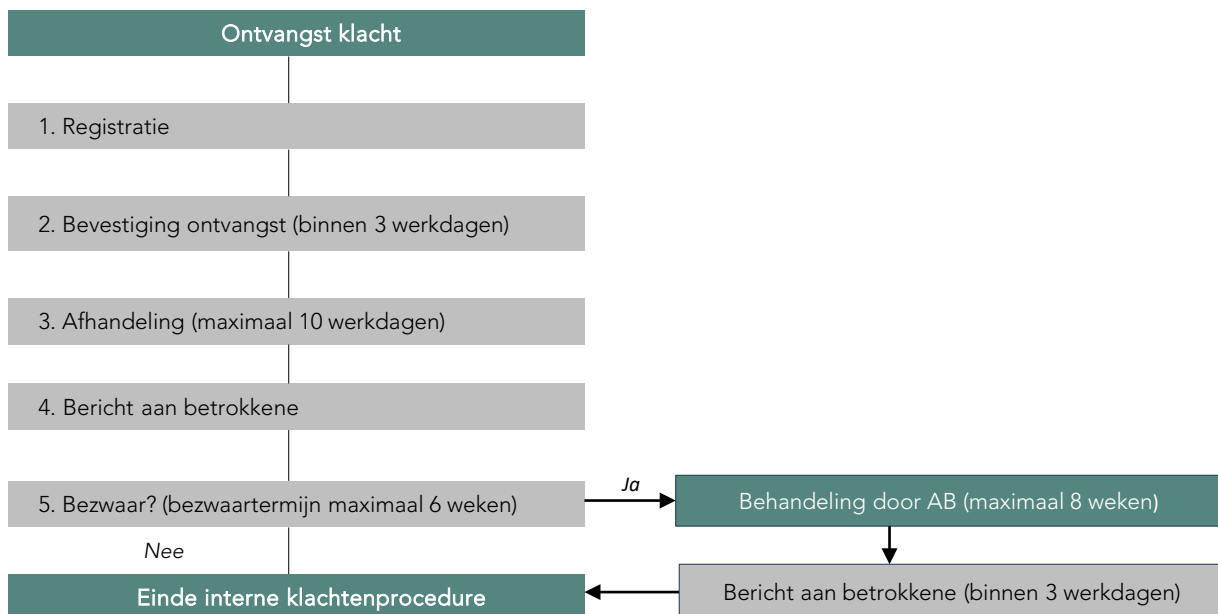 Ontvangst klacht
1. Registratie
2. Bevestiging ontvangst (binnen 3 werkdagen)
3. Afhandeling (maximaal 10 werkdagen)
4. Bericht aan betrokkene
5. Bezwaar? (bezwaartermijn maximaal 6 weken)
Ja
Behandeling door AB (maximaal 8 weken)
Nee
Einde interne klachtenprocedure
Bericht aan betrokkene (binnen 3 werkdagen)